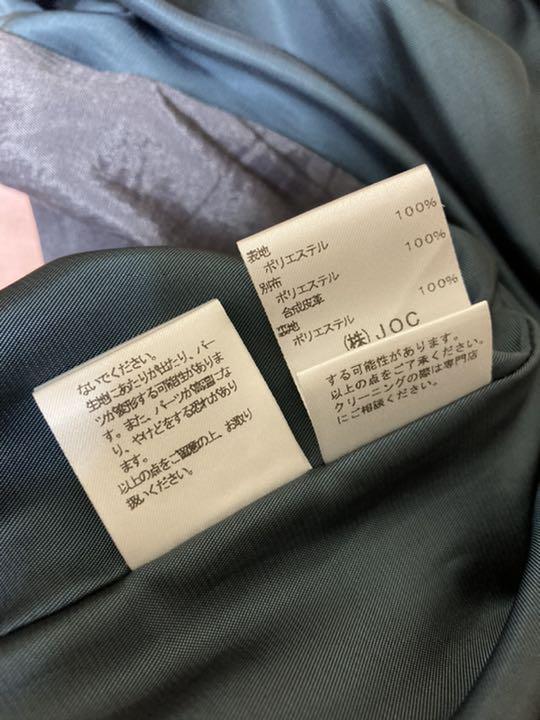 表地
ポリエステル 100%
別布
ポリエステル 100%
合成皮革
裏地
ポリエステル 100%
(株)JOC
する可能性があります。
以上の点をご了承ください。
クリーニングの際は専門店
にご相談ください。
ないでください。
生地にあたりが出たり、パー
ツが変形する可能性がありま
す。また、パーツが高温にな
り、やけどをする恐れがあり
ます。
以上の点をご留意の上、お取り
扱いください。